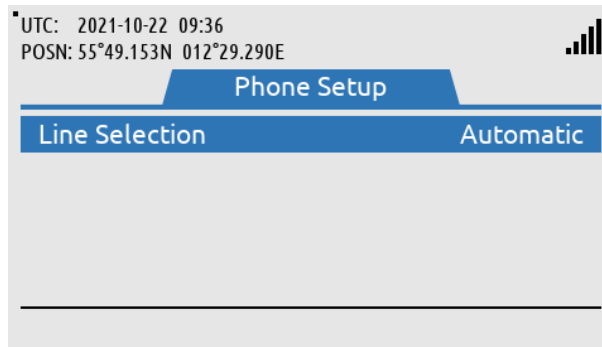 UTC: 2021-10-22 09:36
POSN: 55°49.153N 012°29.290E
Phone Setup
Line Selection Automatic